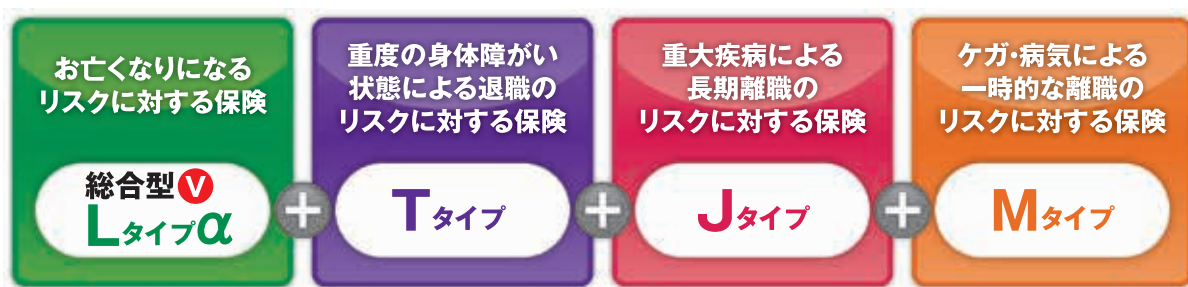 お亡くなりになる
リスクに対する保険
総合型V
Lタイプα
+
重度の身体障がい
状態による退職の
リスクに対する保険
Tタイプ
+
重大疾病による
長期離職の
リスクに対する保険
Jタイプ
+
ケガ・病気による
一時的な離職の
リスクに対する保険
Mタイプ